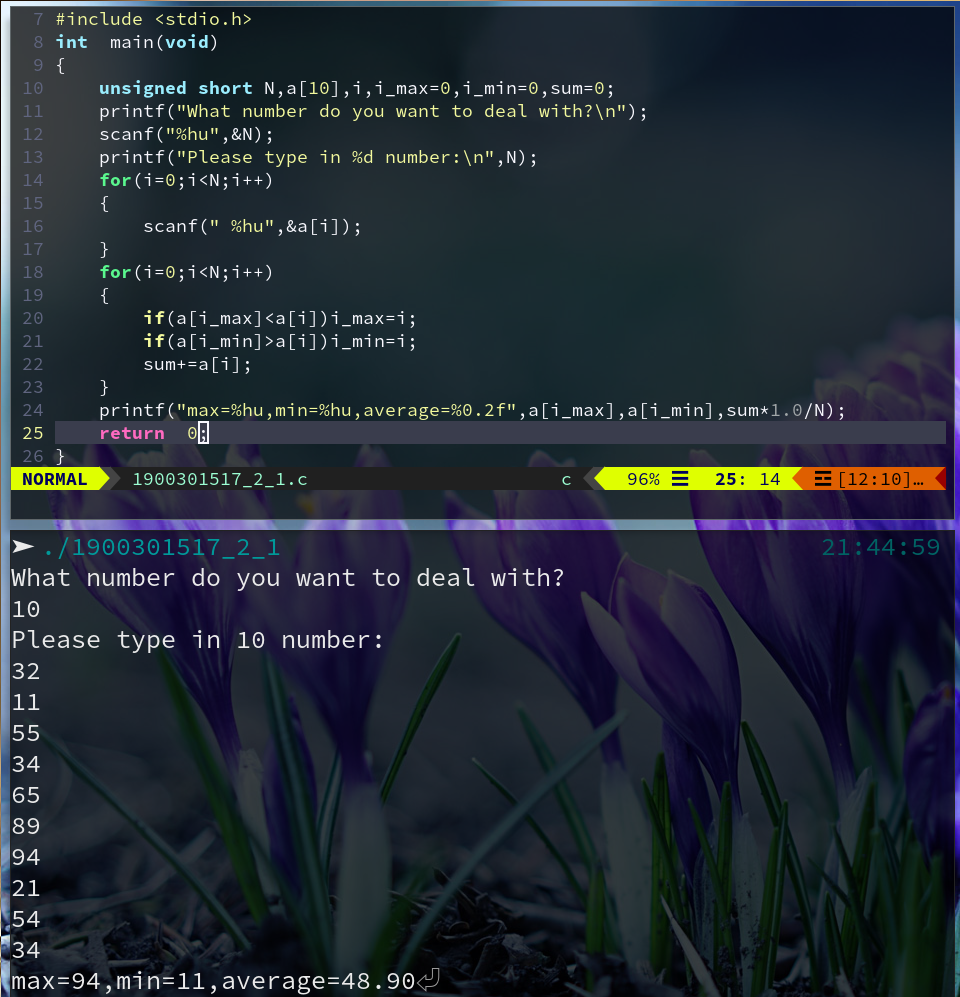 7 #include <stdio.h>
8 int  main(void)
9 {
10     unsigned short N,a[10],i,i_max=0,i_min=0,sum=0;
11     printf("What number do you want to deal with?\n");
12     scanf("%hu",&N);
13     printf("Please type in %d number:\n",N);
14     for(i=0;i<N;i++)
15     {
16         scanf(" %hu",&a[i]);
17     }
18     for(i=0;i<N;i++)
19     {
20         if(a[i_max]<a[i])i_max=i;
21         if(a[i_min]>a[i])i_min=i;
22         sum+=a[i];
23     }
24     printf("max=%hu,min=%hu,average=%0.2f",a[i_max],a[i_min],sum*1.0/N);
25     return  0;
26 }
NORMAL 1900301517_2_1.c c 96% ☰ 25: 14 ☲ [12:10]…
➤ ./1900301517_2_1 21:44:59
What number do you want to deal with?
10
Please type in 10 number:
32
11
55
34
65
89
94
21
54
34
max=94,min=11,average=48.90⏎